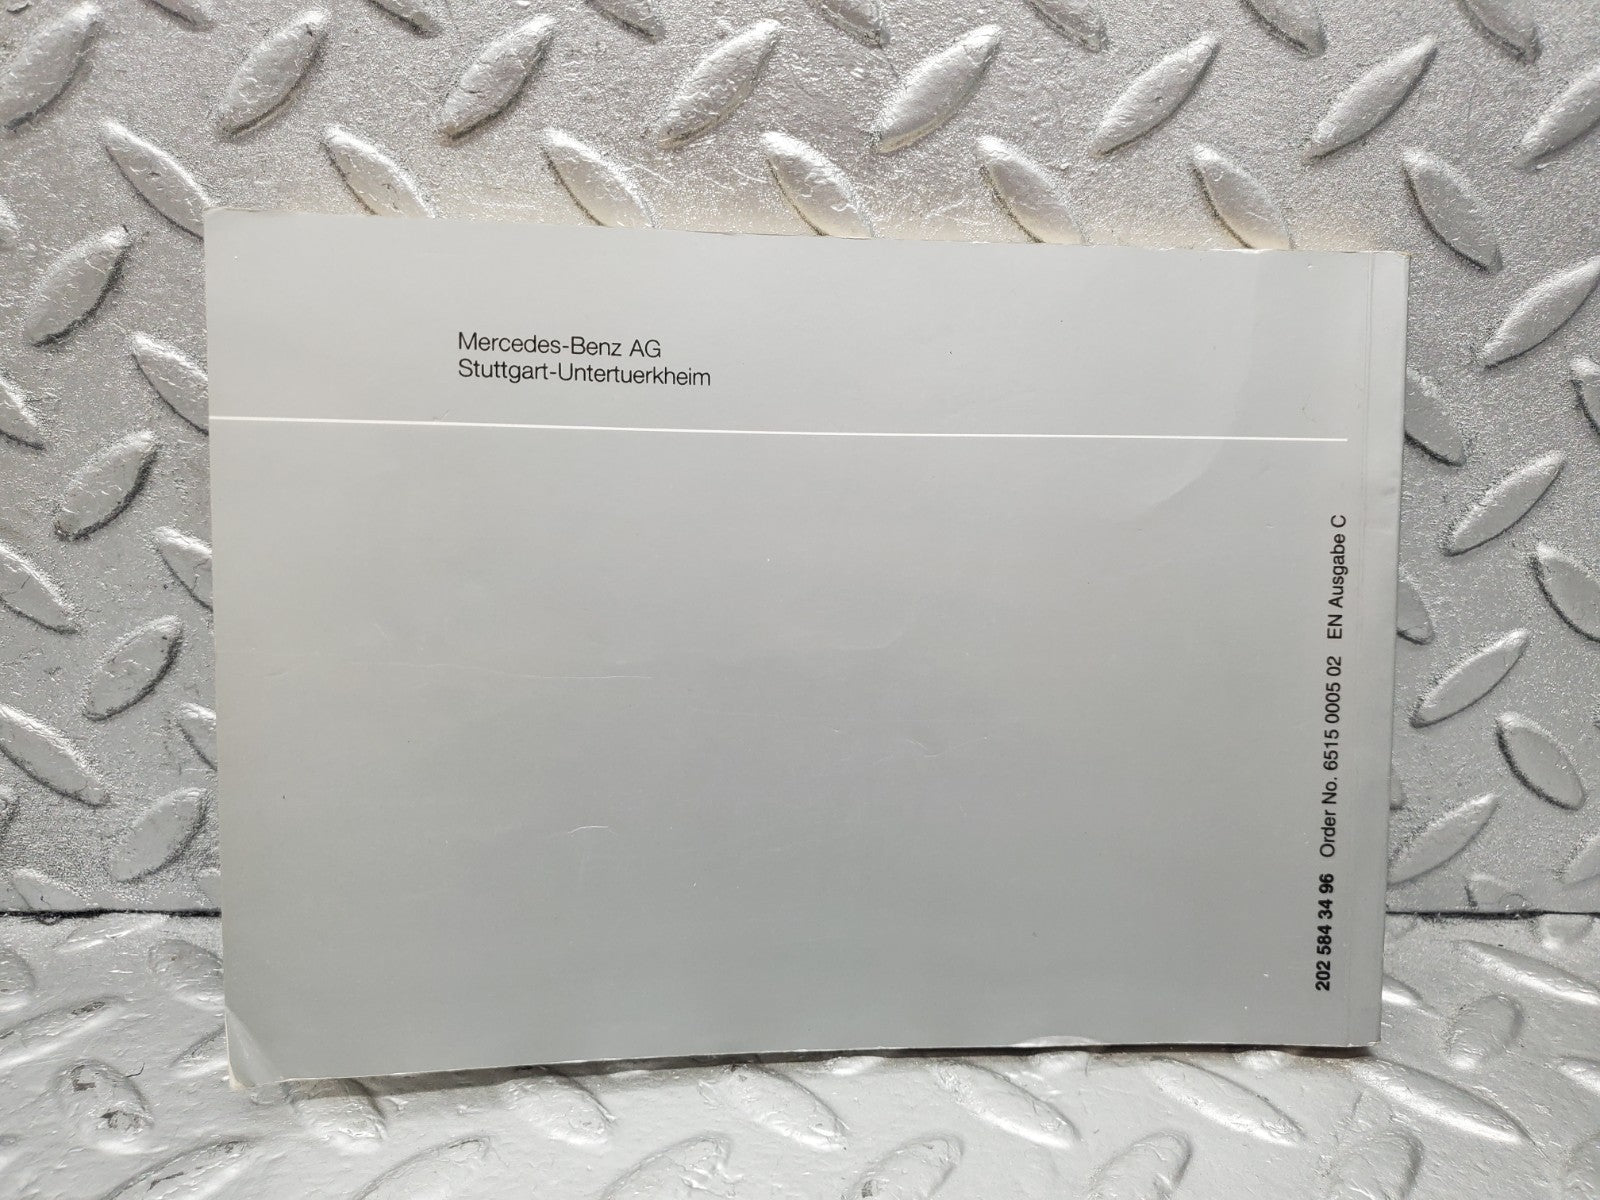 Mercedes-Benz AG
Stuttgart-Untertuerkheim
202 584 34 96 Order No. 6515 0005 02 EN Ausgabe C